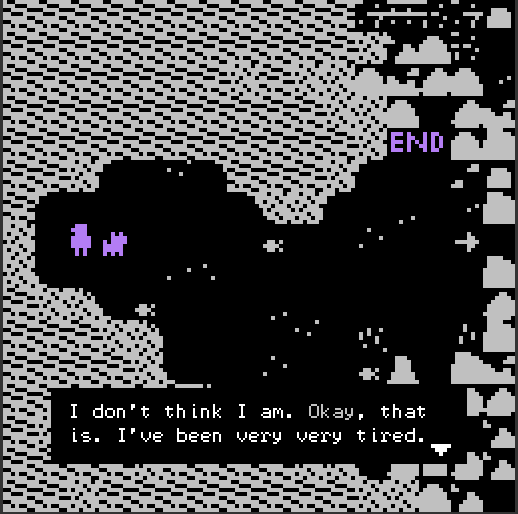 END
I don't think I am. Okay, that
is. I've been very very tired.